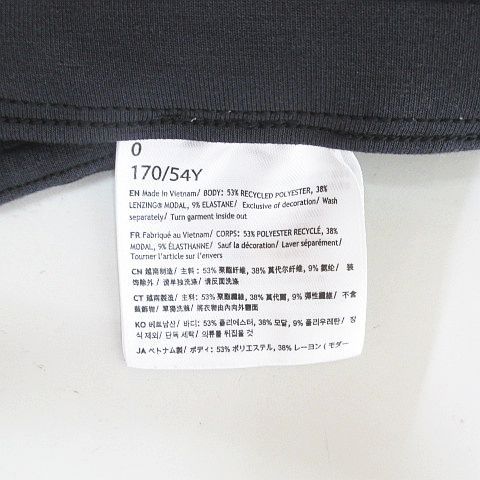 0
170/54Y
EN Made in Vietnam/ BODY: 53% RECYCLED POLYESTER, 38%
LENZING® MODAL, 9% ELASTANE/ Exclusive of decoration/ Wash
separately/ Turn garment inside out
FR Fabriqué au Vietnam/ CORPS: 53% POLYESTER RECYCLÉ, 38%
MODAL, 9% ÉLASTHANNE/ Sauf la décoration/ Laver séparément/
Tourner l'article sur l'envers
CN 越南制造/ 主料: 53% 聚酯纤维, 38% 莫代尔纤维, 9% 氨纶/ 装
饰除外/ 请单独洗涤/ 请反面洗涤
CT 越南製造/ 主料: 53% 聚酯纖維, 38% 莫代爾, 9% 彈性纖維/ 不含
裝飾物/ 單獨洗滌/ 將衣物由內向外翻面
KO 베트남산/ 바디: 53% 폴리에스터, 38% 모달, 9% 폴리우레탄/ 장
식 제외/ 단독 세탁/ 의류를 뒤집을 것
JA ベトナム製/ ボディ: 53% ポリエステル, 38% レーヨン ( モダー